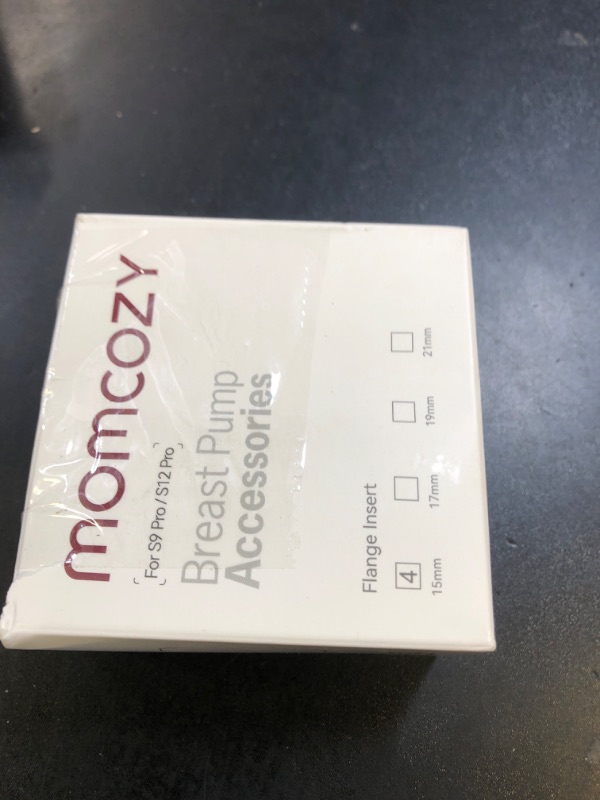 momcozy
For S9 Pro / S12 Pro
Breast Pump
Accessories
Flange Insert
4
15mm 17mm 19mm 21mm